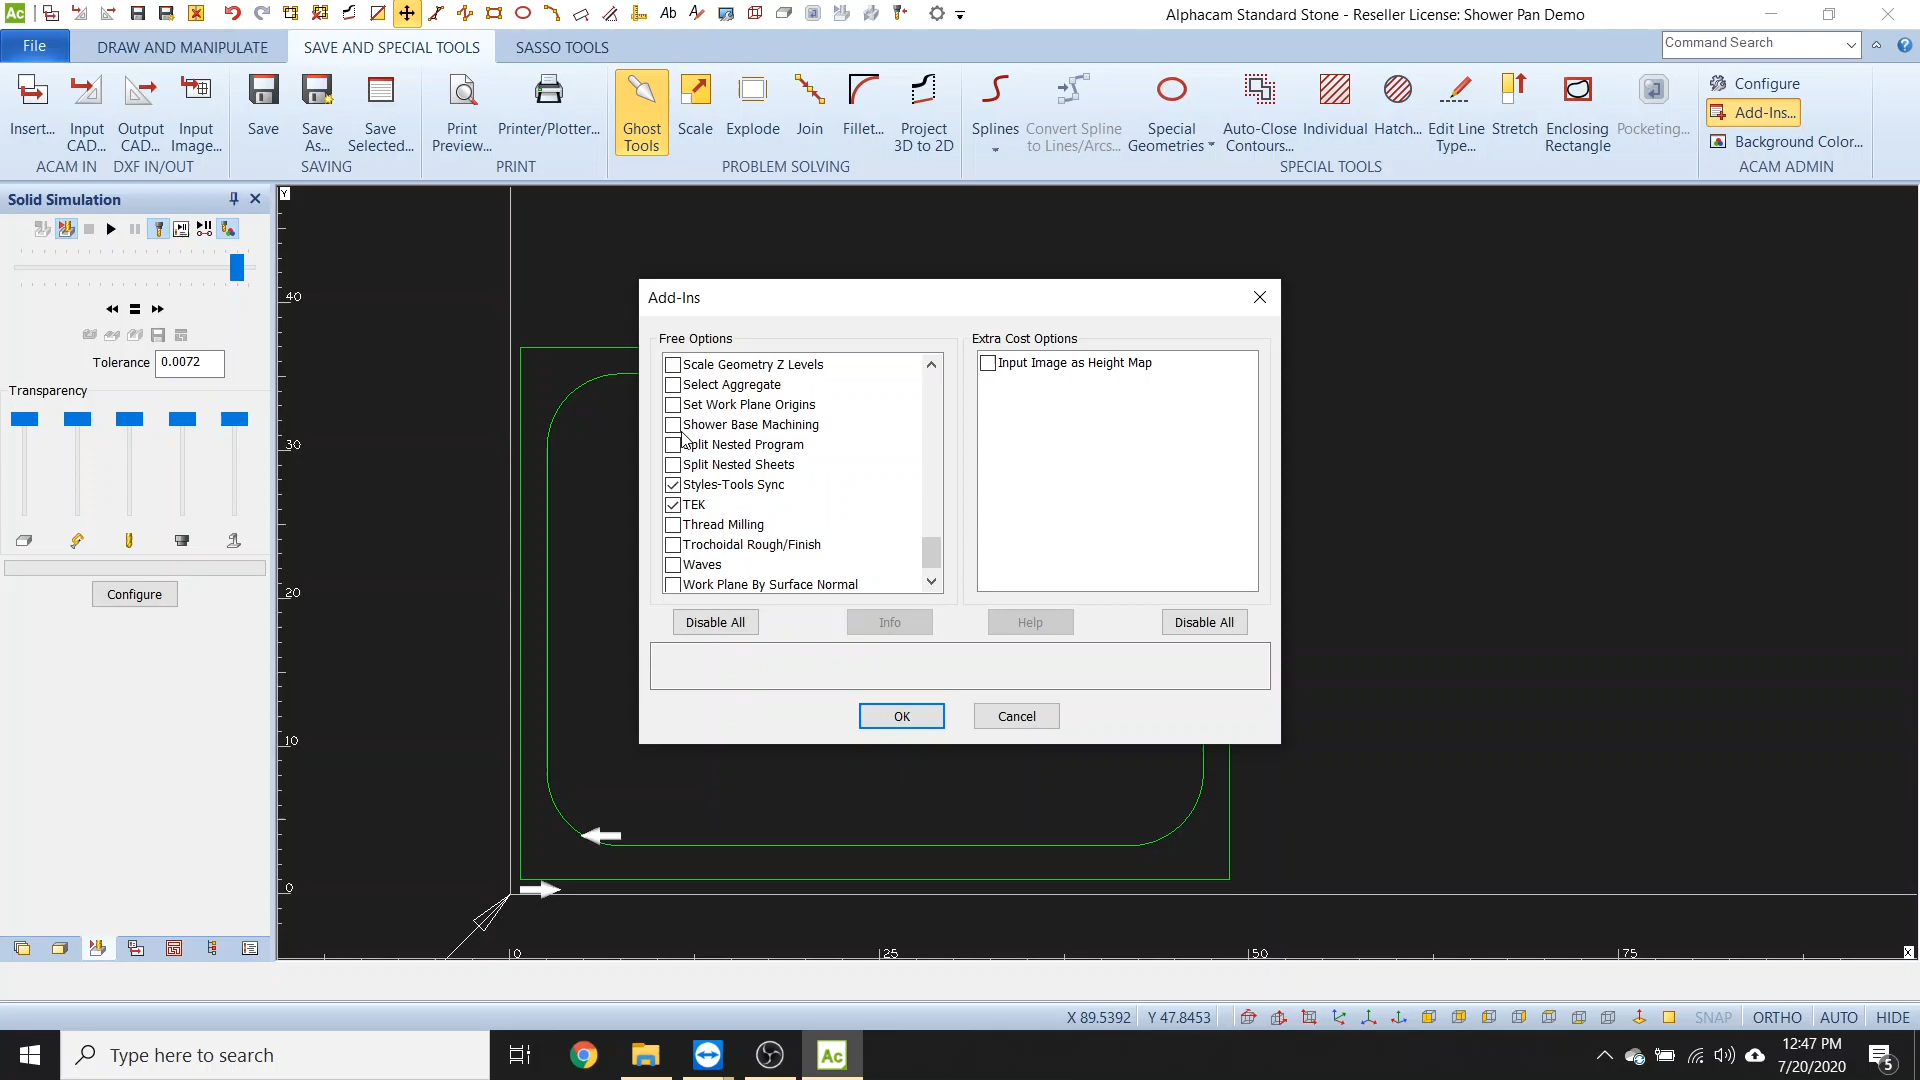 Ac
Ab
Alphacam Standard Stone - Reseller License: Shower Pan Demo
File
DRAW AND MANIPULATE
SAVE AND SPECIAL TOOLS
SASSO TOOLS
Command Search
Insert...
Input
CAD...
Output
CAD...
Input
Image...
Save
Save
As...
Save
Selected...
Print
Preview...
Printer/Plotter...
Ghost
Tools
Scale
Explode
Join
Fillet...
Project
3D to 2D
Splines
Convert Spline
to Lines/Arcs...
Special
Geometries
Auto-Close
Contours...
Individual
Hatch...
Edit Line
Type...
Stretch
Enclosing
Rectangle
Pocketing...
Configure
Add-Ins...
Background Color...
ACAM IN
DXF IN/OUT
SAVING
PRINT
PROBLEM SOLVING
SPECIAL TOOLS
ACAM ADMIN
Solid Simulation
Tolerance 0.0072
Transparency
Configure
Y
40
30
20
10
0
0
25
50
75
X
Add-Ins
Free Options
Scale Geometry Z Levels
Select Aggregate
Set Work Plane Origins
Shower Base Machining
plit Nested Program
Split Nested Sheets
Styles-Tools Sync
TEK
Thread Milling
Trochoidal Rough/Finish
Waves
Work Plane By Surface Normal
Extra Cost Options
Input Image as Height Map
Disable All
Info
Help
Disable All
OK
Cancel
X 89.5392
Y 47.8453
SNAP
ORTHO
AUTO
HIDE
Type here to search
Ac
12:47 PM
7/20/2020
5